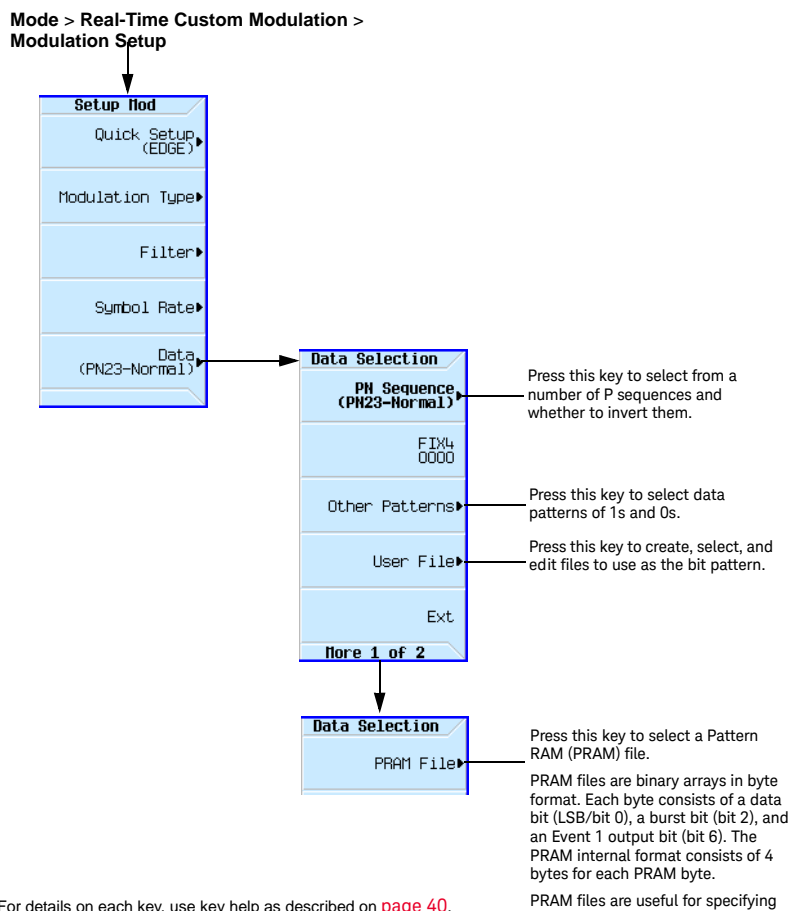 Mode > Real-Time Custom Modulation >
Modulation Setup
Setup Mod
Quick Setup
(EDGE)
Modulation Type
Filter
Symbol Rate
Data
(PN23-Normal)
Data Selection
PN Sequence
(PN23-Normal)
Press this key to select from a
number of P sequences and
whether to invert them.
FIX4
0000
Other Patterns
Press this key to select data
patterns of 1s and 0s.
User File
Press this key to create, select, and
edit files to use as the bit pattern.
Ext
More 1 of 2
Data Selection
PRAM File
Press this key to select a Pattern
RAM (PRAM) file.
PRAM files are binary arrays in byte
format. Each byte consists of a data
bit (LSB/bit 0), a burst bit (bit 2), and
an Event 1 output bit (bit 6). The
PRAM internal format consists of 4
bytes for each PRAM byte.
PRAM files are useful for specifying
For details on each key, use key help as described on page 40.